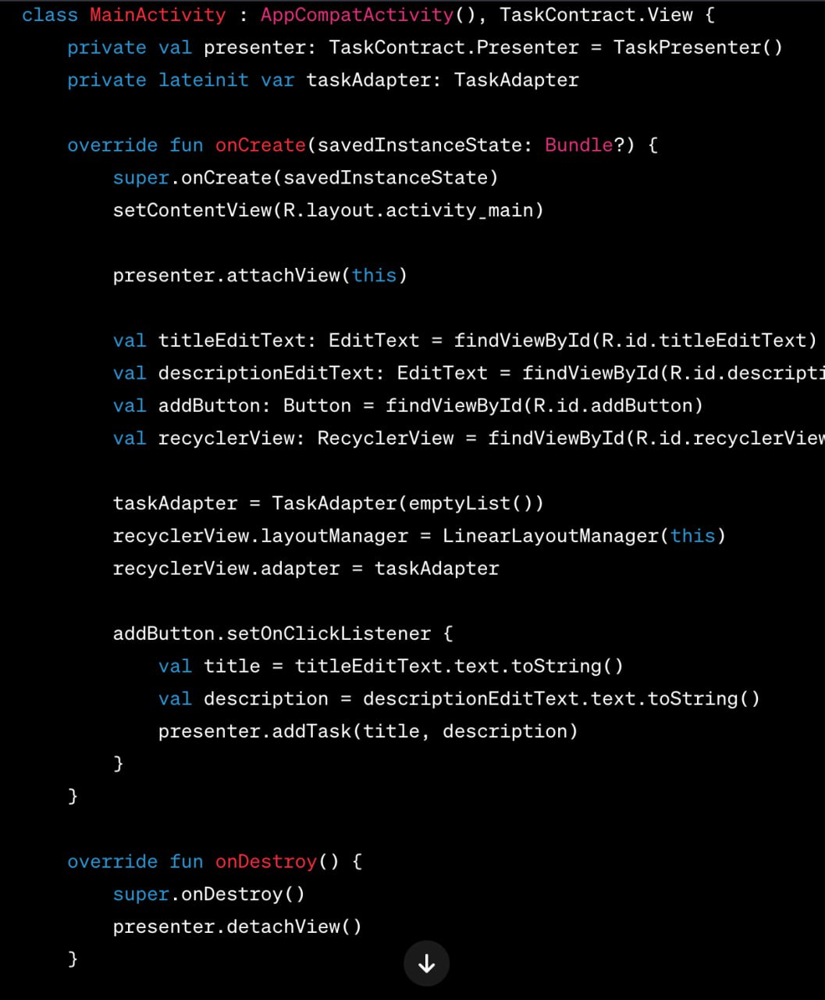 class MainActivity : AppCompatActivity(), TaskContract.View {
    private val presenter: TaskContract.Presenter = TaskPresenter()
    private lateinit var taskAdapter: TaskAdapter

    override fun onCreate(savedInstanceState: Bundle?) {
        super.onCreate(savedInstanceState)
        setContentView(R.layout.activity_main)

        presenter.attachView(this)

        val titleEditText: EditText = findViewById(R.id.titleEditText)
        val descriptionEditText: EditText = findViewById(R.id.descripti
        val addButton: Button = findViewById(R.id.addButton)
        val recyclerView: RecyclerView = findViewById(R.id.recyclerView

        taskAdapter = TaskAdapter(emptyList())
        recyclerView.layoutManager = LinearLayoutManager(this)
        recyclerView.adapter = taskAdapter

        addButton.setOnClickListener {
            val title = titleEditText.text.toString()
            val description = descriptionEditText.text.toString()
            presenter.addTask(title, description)
        }
    }

    override fun onDestroy() {
        super.onDestroy()
        presenter.detachView()
    }